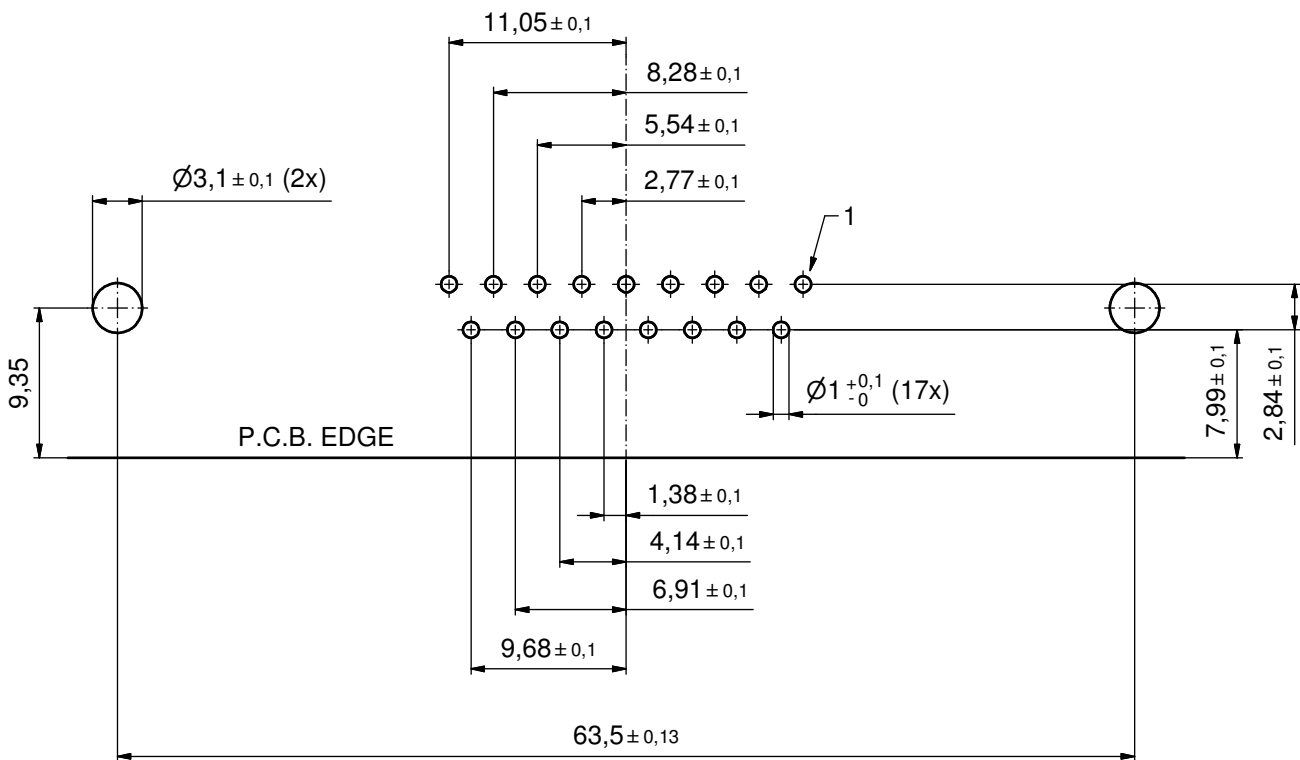 11,05 ± 0,1
8,28 ± 0,1
5,54 ± 0,1
Ø3,1 ± 0,1 (2x)
2,77 ± 0,1
1
9,35
Ø1 +0,1 -0 (17x)
7,99 ± 0,1
2,84 ± 0,1
P.C.B. EDGE
1,38 ± 0,1
4,14 ± 0,1
6,91 ± 0,1
9,68 ± 0,1
63,5 ± 0,13